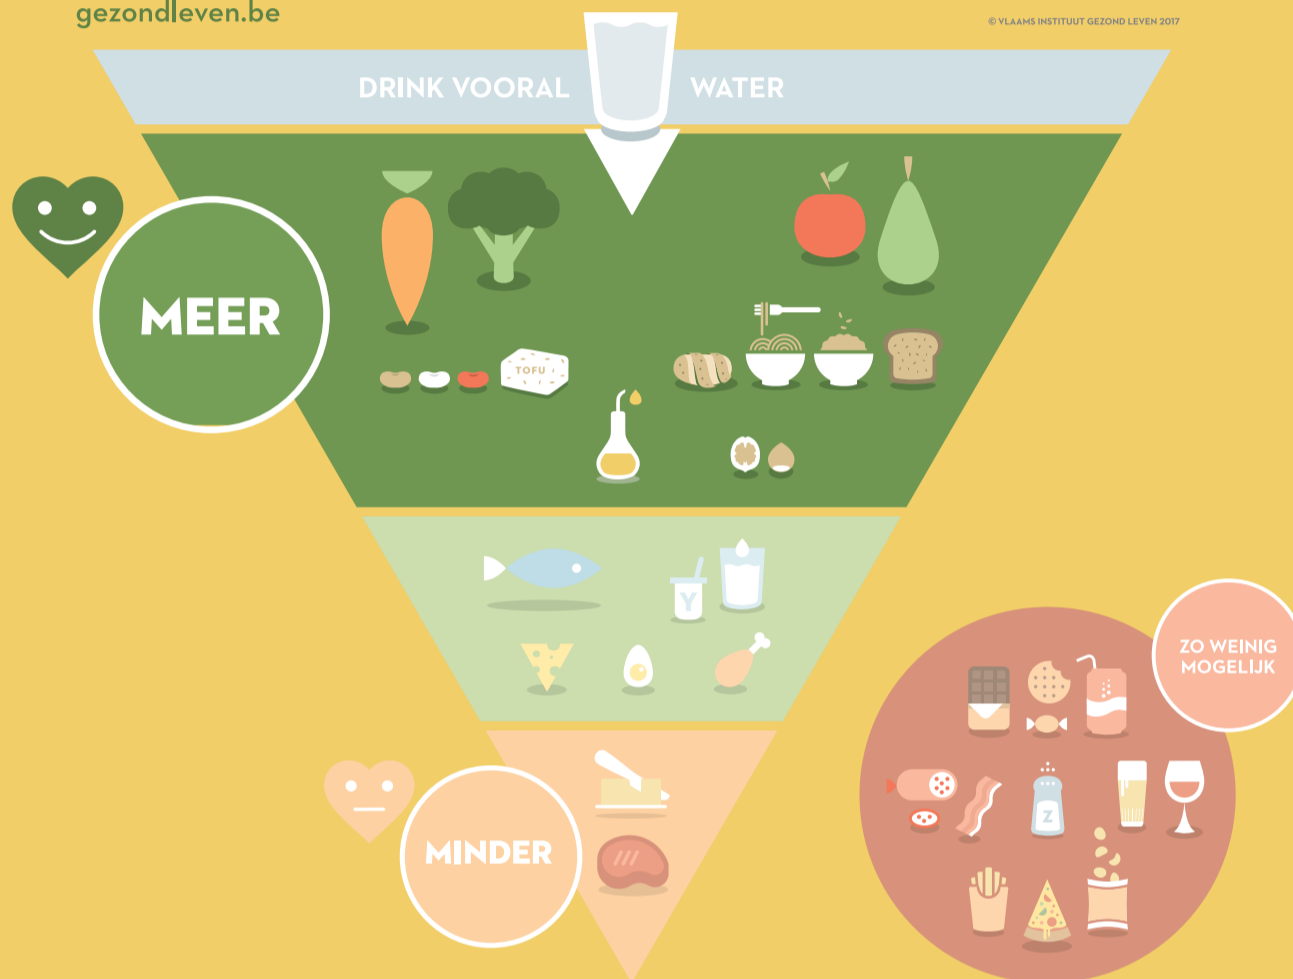 gezondleven.be
© VLAAMS INSTITUUT GEZOND LEVEN 2017
DRINK VOORAL WATER
MEER
TOFU
Y
ZO WEINIG
MOGELIJK
Z
MINDER